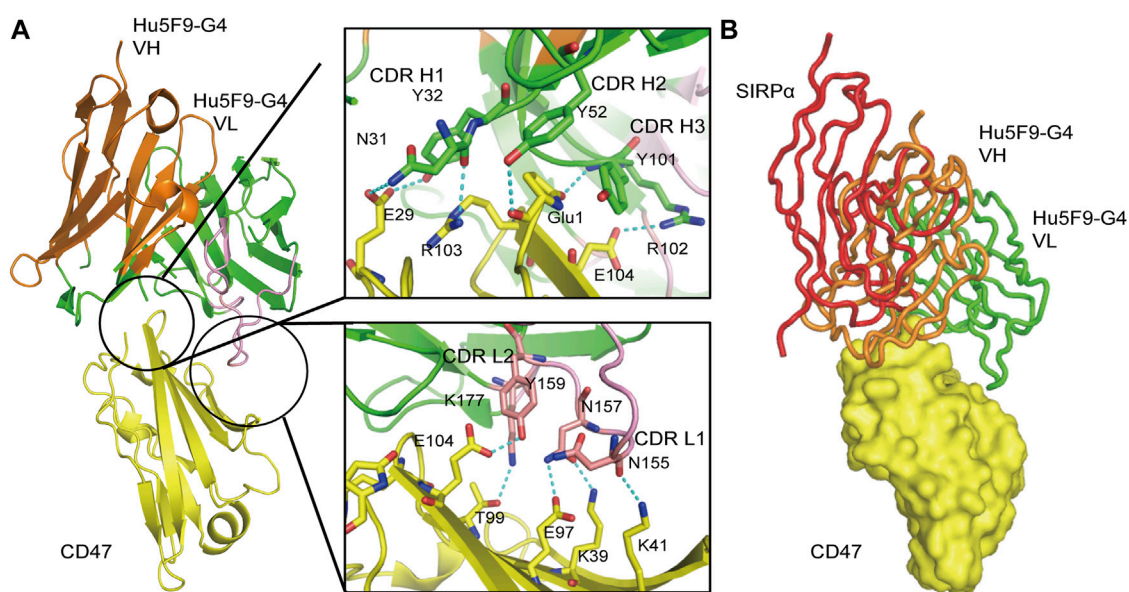 A
Hu5F9-G4
VH
Hu5F9-G4
VL
CD47
CDR H1
Y32
CDR H2
Y52
CDR H3
N31
Y101
E29
R103
Glu1
E104
R102
CDR L2
Y159
K177
N157
CDR L1
E104
N155
T99
E97
K39
K41
B
SIRPα
Hu5F9-G4
VH
Hu5F9-G4
VL
CD47